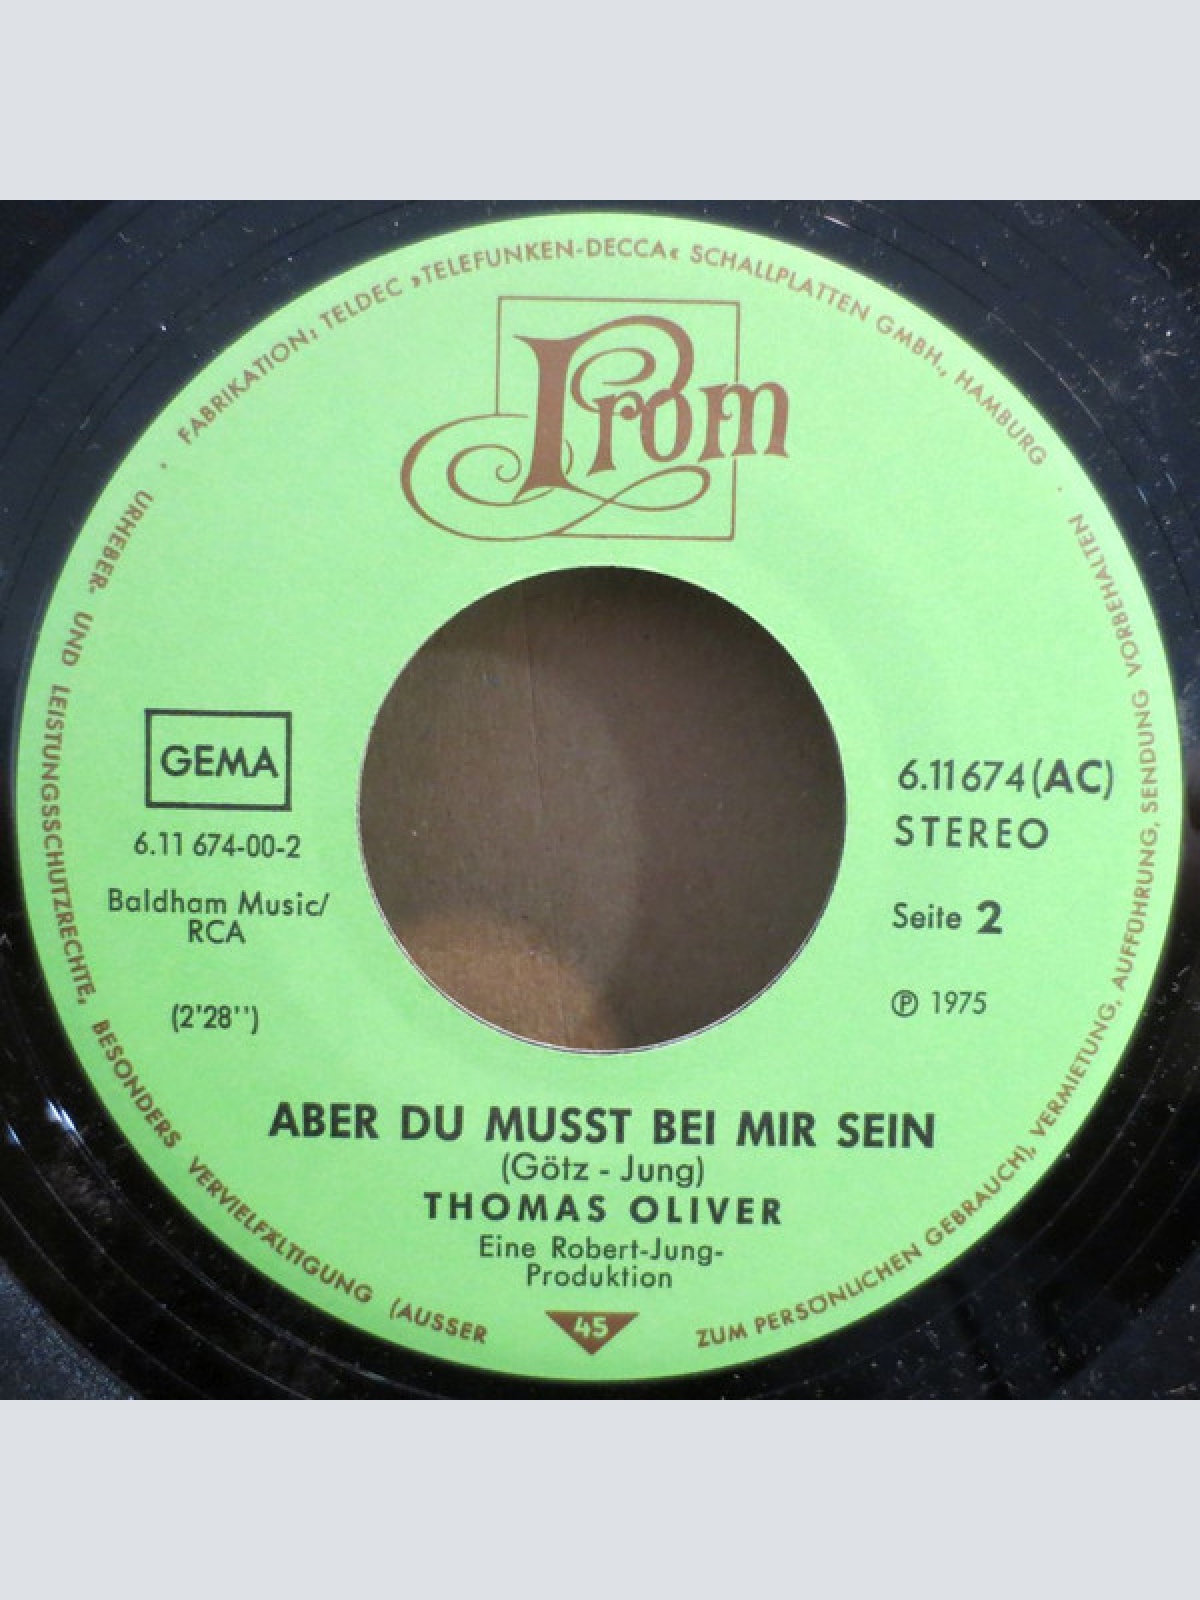 FABRIKATION: TELDEC »TELEFUNKEN-DECCA« SCHALLPLATTEN GMBH., HAMBURG
Prom
GEMA
6.11 674-00-2
Baldham Music/
RCA
(2'28'')
6.11674 (AC)
STEREO
Seite 2
℗ 1975
ABER DU MUSST BEI MIR SEIN
(Götz - Jung)
THOMAS OLIVER
Eine Robert-Jung-
Produktion
45
URHEBER- UND LEISTUNGSSCHUTZRECHTE, BESONDERS VERVIELFÄLTIGUNG (AUSSER ZUM PERSÖNLICHEN GEBRAUCH), VERMIETUNG, AUFFÜHRUNG, SENDUNG VORBEHALTEN